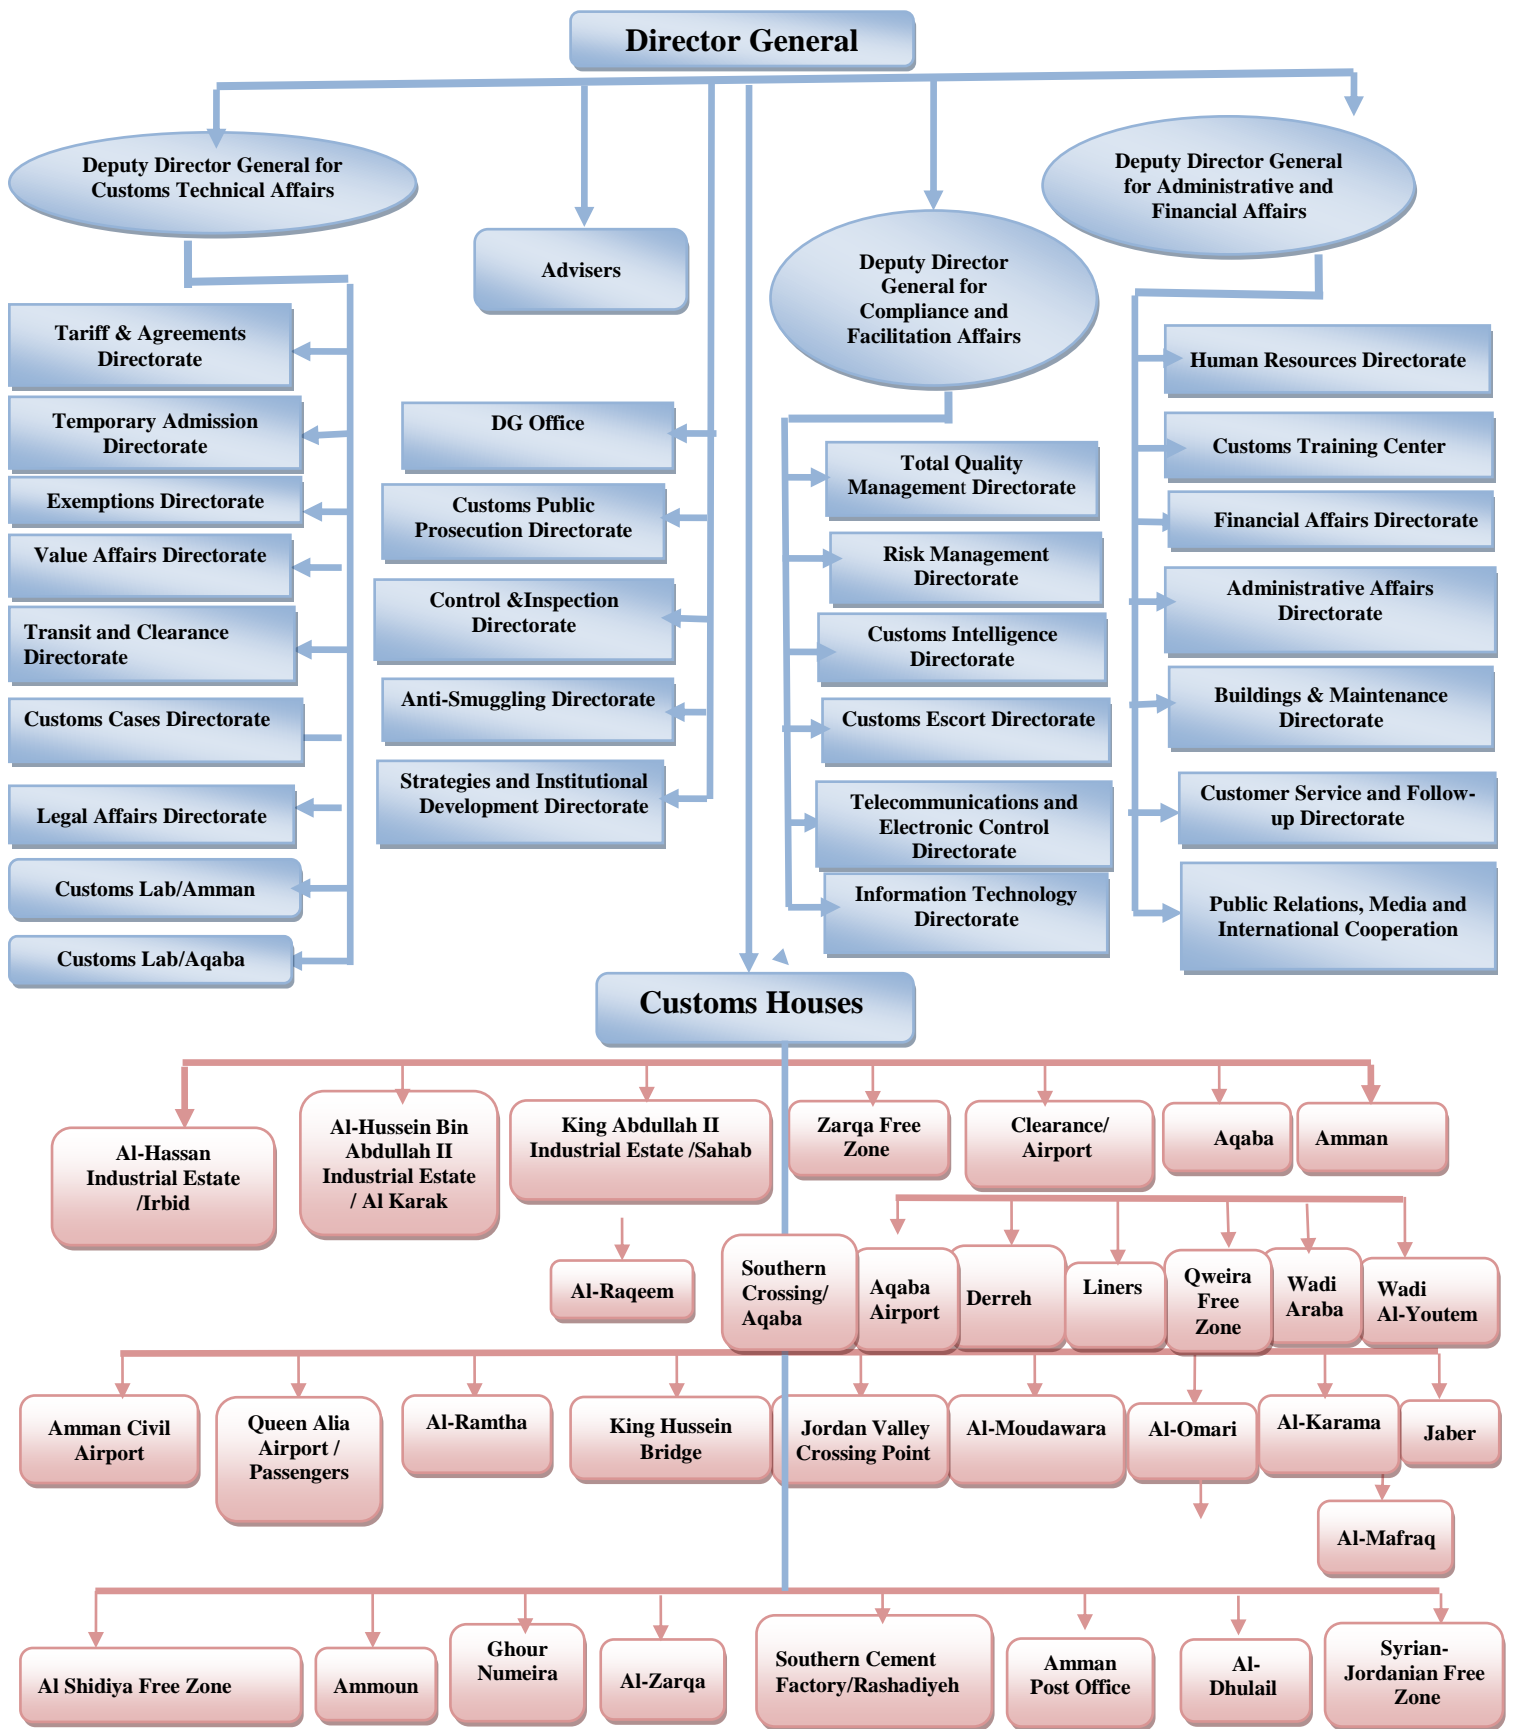 Director General
Deputy Director General for
Customs Technical Affairs
Deputy Director General
for Administrative and
Financial Affairs
Advisers
Deputy Director
General for
Compliance and
Facilitation Affairs
Tariff & Agreements
Directorate
Temporary Admission
Directorate
Exemptions Directorate
Value Affairs Directorate
Transit and Clearance
Directorate
Customs Cases Directorate
Legal Affairs Directorate
Customs Lab/Amman
Customs Lab/Aqaba
DG Office
Customs Public
Prosecution Directorate
Control &Inspection
Directorate
Anti-Smuggling Directorate
Strategies and Institutional
Development Directorate
Total Quality
Management Directorate
Risk Management
Directorate
Customs Intelligence
Directorate
Customs Escort Directorate
Telecommunications and
Electronic Control
Directorate
Information Technology
Directorate
Human Resources Directorate
Customs Training Center
Financial Affairs Directorate
Administrative Affairs
Directorate
Buildings & Maintenance
Directorate
Customer Service and Follow-
up Directorate
Public Relations, Media and
International Cooperation
Customs Houses
Al-Hassan
Industrial Estate
/Irbid
Al-Hussein Bin
Abdullah II
Industrial Estate
/ Al Karak
King Abdullah II
Industrial Estate /Sahab
Zarqa Free
Zone
Clearance/
Airport
Aqaba
Amman
Al-Raqeem
Southern
Crossing/
Aqaba
Aqaba
Airport
Derreh
Liners
Qweira
Free
Zone
Wadi
Araba
Wadi
Al-Youtem
Amman Civil
Airport
Queen Alia
Airport /
Passengers
Al-Ramtha
King Hussein
Bridge
Jordan Valley
Crossing Point
Al-Moudawara
Al-Omari
Al-Karama
Jaber
Al-Mafraq
Al Shidiya Free Zone
Ammoun
Ghour
Numeira
Al-Zarqa
Southern Cement
Factory/Rashadiyeh
Amman
Post Office
Al-
Dhulail
Syrian-
Jordanian Free
Zone